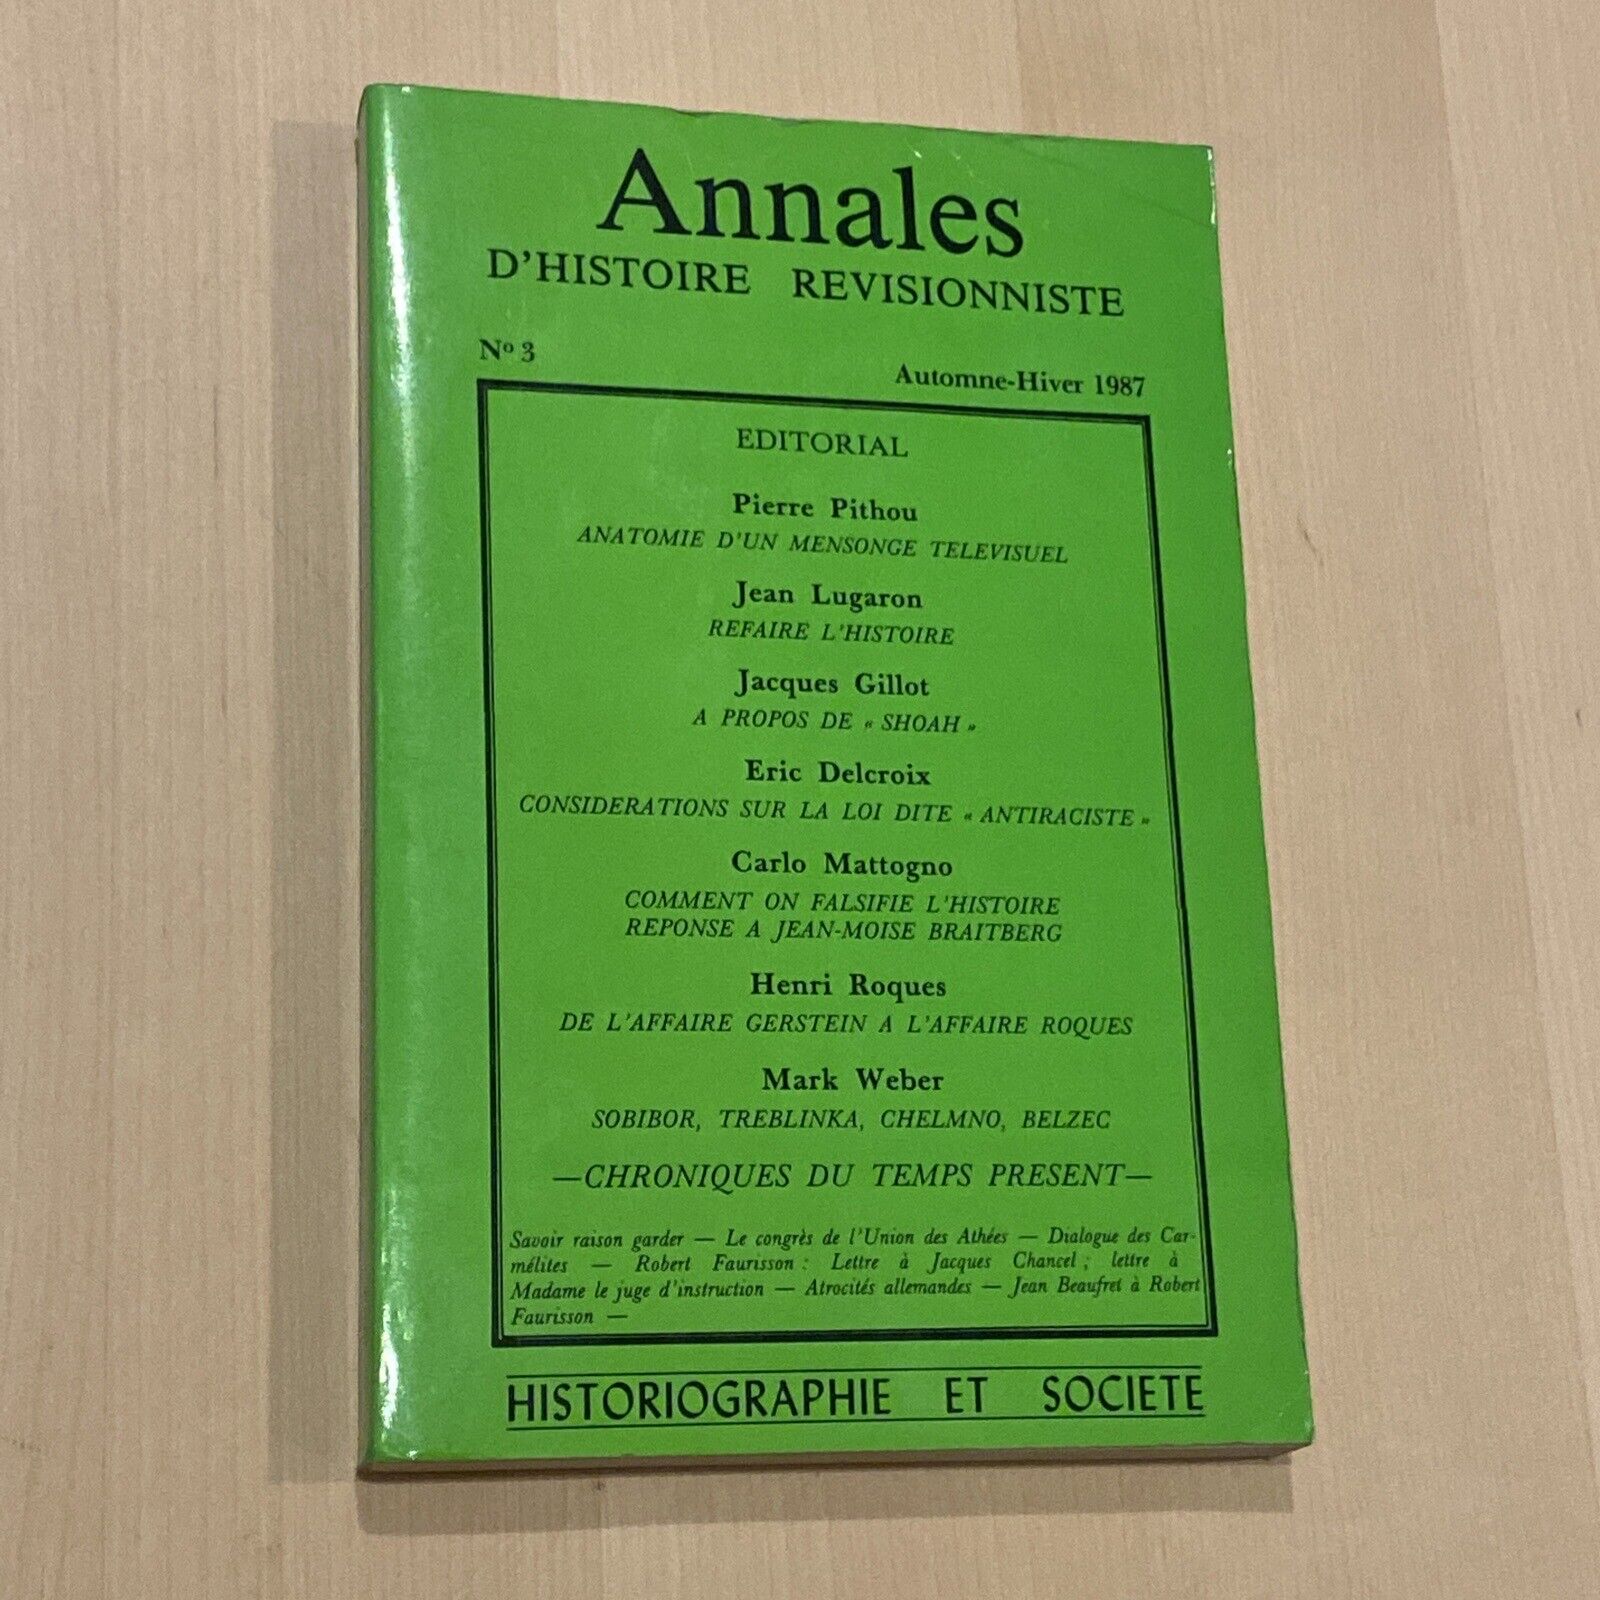 Annales
D'HISTOIRE REVISIONNISTE
Nº 3
Automne-Hiver 1987
EDITORIAL
Pierre Pithou
ANATOMIE D'UN MENSONGE TELEVISUEL
Jean Lugaron
REFAIRE L'HISTOIRE
Jacques Gillot
A PROPOS DE « SHOAH »
Eric Delcroix
CONSIDERATIONS SUR LA LOI DITE « ANTIRACISTE »
Carlo Mattogno
COMMENT ON FALSIFIE L'HISTOIRE
REPONSE A JEAN-MOISE BRAITBERG
Henri Roques
DE L'AFFAIRE GERSTEIN A L'AFFAIRE ROQUES
Mark Weber
SOBIBOR, TREBLINKA, CHELMNO, BELZEC
—CHRONIQUES DU TEMPS PRESENT—
Savoir raison garder — Le congrès de l'Union des Athées — Dialogue des Car-
mélites — Robert Faurisson : Lettre à Jacques Chancel ; lettre à
Madame le juge d'instruction — Atrocités allemandes — Jean Beaufret à Robert
Faurisson —
HISTORIOGRAPHIE ET SOCIETE